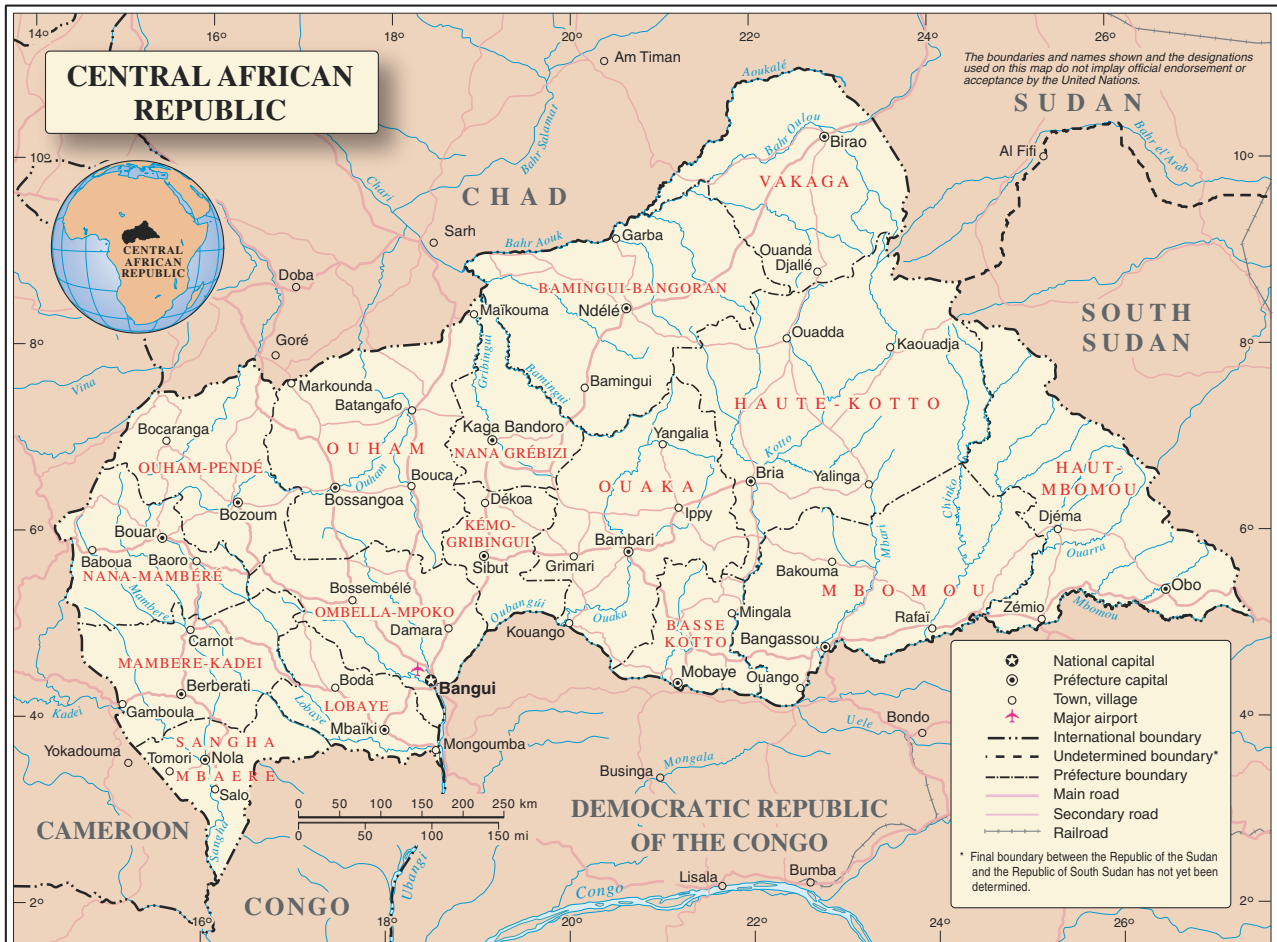 14°
16°
18°
20°
22°
24°
26°
CENTRAL AFRICAN
REPUBLIC
The boundaries and names shown and the designations
used on this map do not implay official endorsement or
acceptance by the United Nations.
Am Timan
Aoukalé
SUDAN
Bahr Salamat
Bahr Oulou
Birao
Bahr el'Arab
Al Fifi
10°
10°
VAKAGA
Chari
CHAD
CENTRAL
AFRICAN
REPUBLIC
Sarh
Bahr Aouk
Garba
Ouanda
Djallé
Doba
BAMINGUI-BANGORAN
Maïkouma
Ndélé
SOUTH
SUDAN
8°
Goré
Ouadda
Kaouadja
8°
Vina
Markounda
Gribingui
Bamingui
Bamingui
Batangafo
HAUTE-KOTTO
Bocaranga
Kaga Bandoro
Yangalia
OUHAM
NANA GRÉBIZI
Kotto
OUHAM-PENDÉ
Ouham
Bouca
Bria
Yalinga
HAUT-
MBOMOU
Bossangoa
OUAKA
Chinko
Bozoum
Dékoa
Ippy
Djéma
6°
KÉMO-
GRIBINGUI
6°
Bouar
Bambari
Mbari
Ouarra
Baboua
Baoro
Sibut
Grimari
Bakouma
NANA-MAMBÉRÉ
Mambere
Bossembélé
MBOMOU
Obo
OMBELLA-MPOKO
Oubangúi
Ouaka
Mingala
Zémio
Mbomou
Carnot
Damara
Kouango
BASSE
KOTTO
Bangassou
Rafaï
MAMBERE-KADEI
Mobaye
Ouango
Berberati
Boda
Bangui
Kadei
Gamboula
Lobaye
LOBAYE
4°
Mbaïki
Uele
Bondo
4°
Yokadouma
SANGHA
MBAERE
Tomori
Nola
Mongoumba
Mongala
Businga
Salo
Sangha
0 50 100 150 200 250 km
0 50 100 150 mi
CAMEROON
DEMOCRATIC REPUBLIC
OF THE CONGO
Ubangi
Lisala
Bumba
Congo
CONGO
2°
2°
16°
18°
20°
22°
24°
26°
National capital
Préfecture capital
Town, village
Major airport
International boundary
Undetermined boundary*
Préfecture boundary
Main road
Secondary road
Railroad
* Final boundary between the Republic of the Sudan
and the Republic of South Sudan has not yet been
determined.